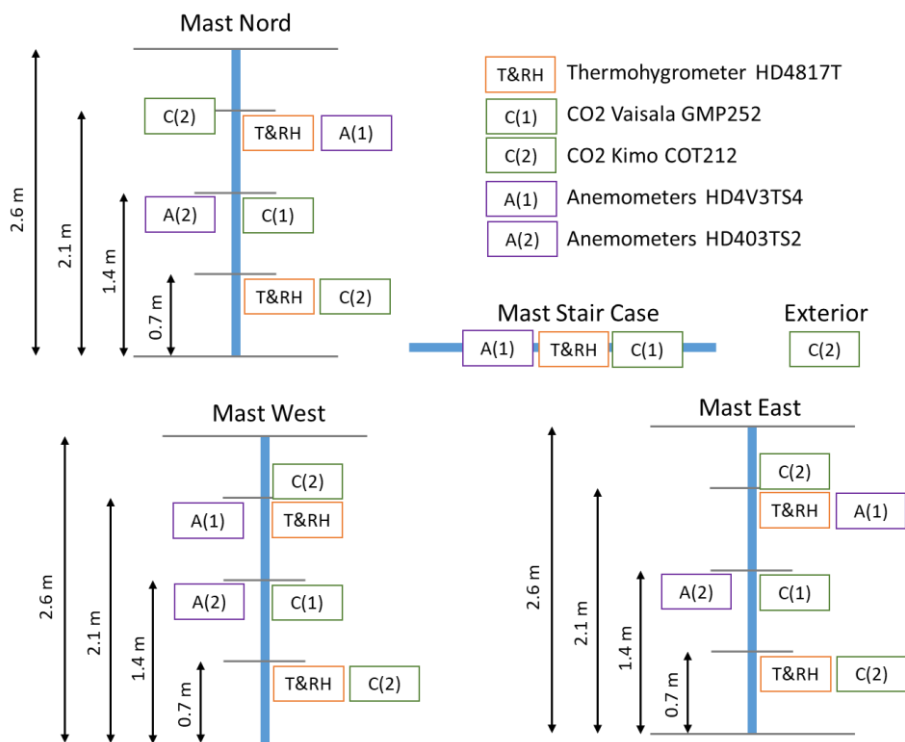 Mast Nord
C(2)
T&RH
A(1)
A(2)
C(1)
T&RH
C(2)
2.6 m
2.1 m
1.4 m
0.7 m
T&RH Thermohygrometer HD4817T
C(1) CO2 Vaisala GMP252
C(2) CO2 Kimo COT212
A(1) Anemometers HD4V3TS4
A(2) Anemometers HD403TS2
Mast Stair Case
A(1)
T&RH
C(1)
Exterior
C(2)
Mast West
C(2)
A(1)
T&RH
A(2)
C(1)
T&RH
C(2)
2.6 m
2.1 m
1.4 m
0.7 m
Mast East
C(2)
T&RH
A(1)
A(2)
C(1)
T&RH
C(2)
2.6 m
2.1 m
1.4 m
0.7 m